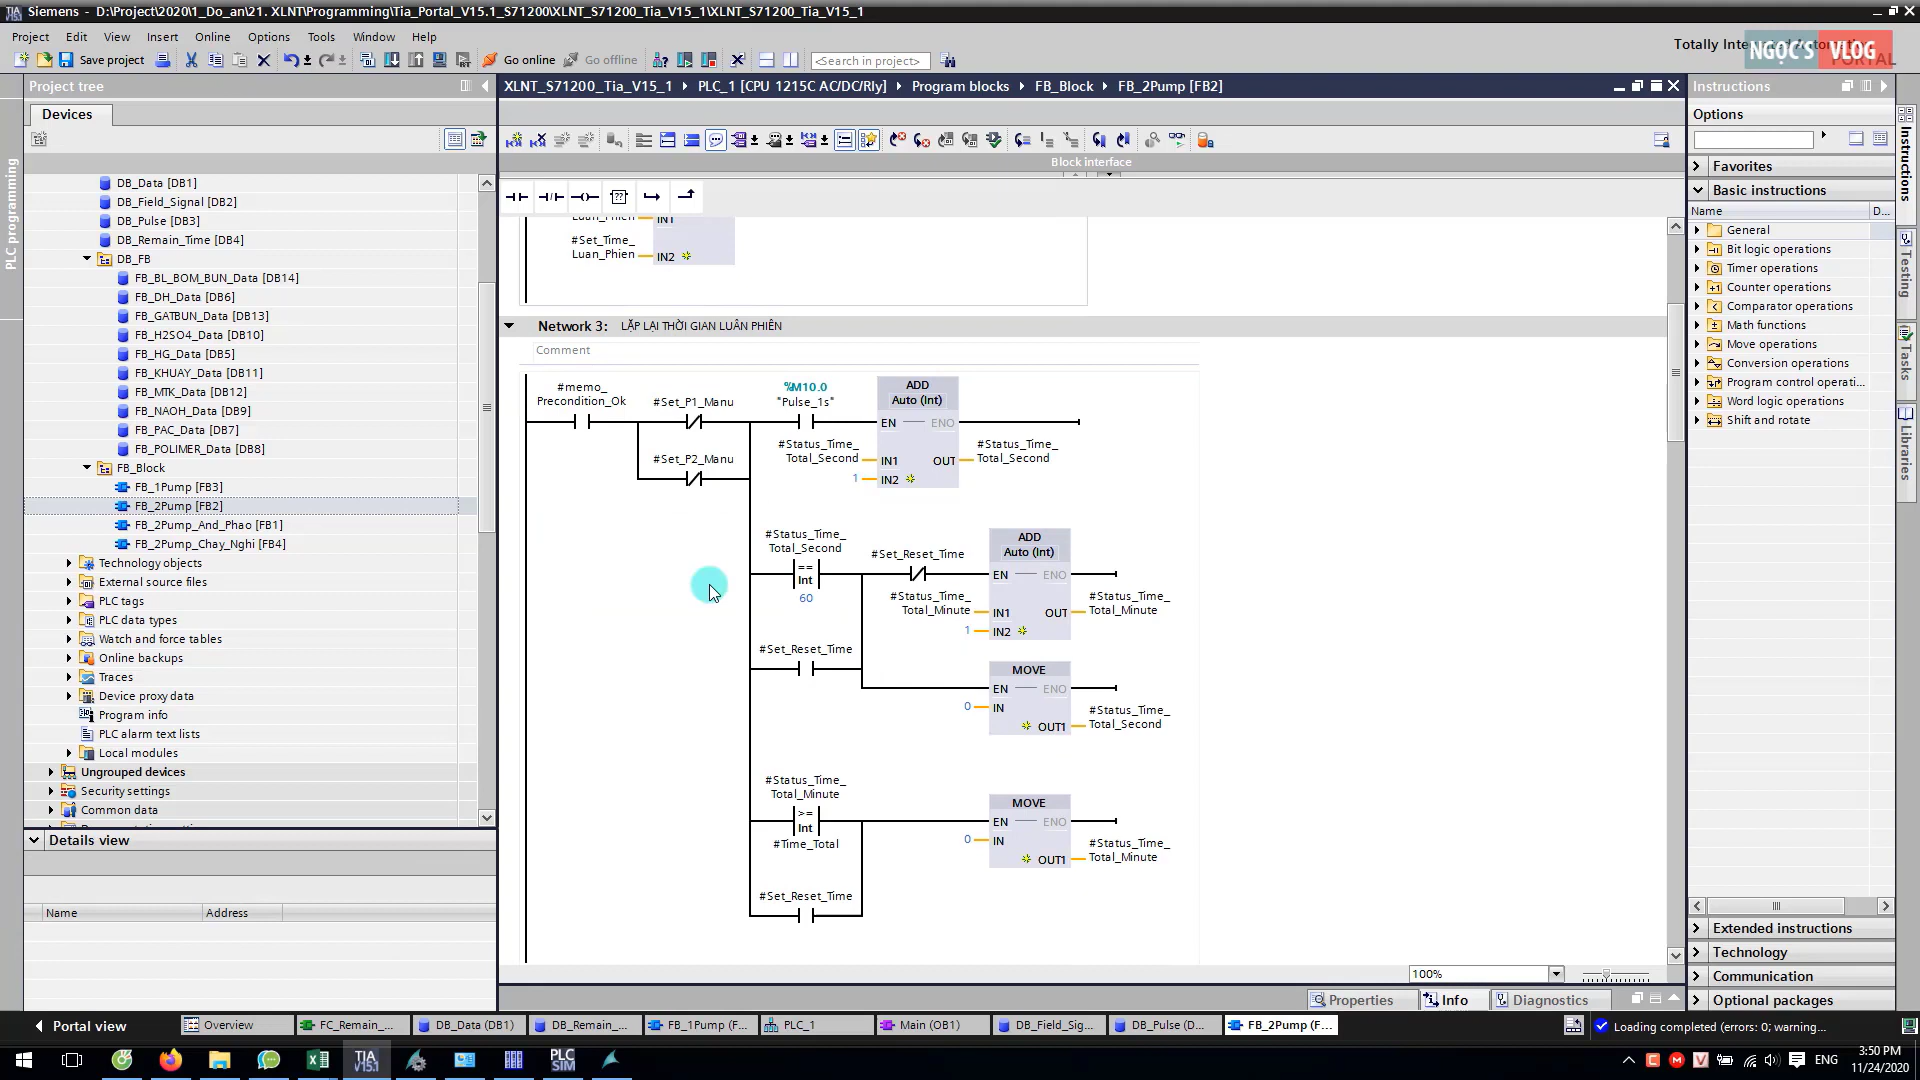 Siemens - D:\Project\2020\1_Do_an\21. XLNT\Programming\Tia_Portal_V15.1_S71200\XLNT_S71200_Tia_V15_1\XLNT_S71200_Tia_V15_1
Project Edit View Insert Online Options Tools Window Help
Save project Go online Go offline <Search in project>
NGỌC'S VLOG
PORTAL
Project tree
XLNT_S71200_Tia_V15_1 PLC_1 [CPU 1215C AC/DC/Rly] Program blocks FB_Block FB_2Pump [FB2]
Instructions
Devices
Options
PLC programming
Block interface
DB_Data [DB1]
DB_Field_Signal [DB2]
DB_Pulse [DB3]
DB_Remain_Time [DB4]
DB_FB
FB_BL_BOM_BUN_Data [DB14]
FB_DH_Data [DB6]
FB_GATBUN_Data [DB13]
FB_H2SO4_Data [DB10]
FB_HG_Data [DB5]
FB_KHUAY_Data [DB11]
FB_MTK_Data [DB12]
FB_NAOH_Data [DB9]
FB_PAC_Data [DB7]
FB_POLIMER_Data [DB8]
FB_Block
FB_1Pump [FB3]
FB_2Pump [FB2]
FB_2Pump_And_Phao [FB1]
FB_2Pump_Chay_Nghi [FB4]
Technology objects
External source files
PLC tags
PLC data types
Watch and force tables
Online backups
Traces
Device proxy data
Program info
PLC alarm text lists
Local modules
Ungrouped devices
Security settings
Common data
Details view
Name Address
Luan_Phien IN1
#Set_Time_
Luan_Phien IN2
Network 3: LẶP LẠI THỜI GIAN LUÂN PHIÊN
Comment
#memo_
Precondition_Ok
#Set_P1_Manu
%M10.0
"Pulse_1s"
ADD
Auto (Int)
EN ENO
#Set_P2_Manu
#Status_Time_
Total_Second IN1
1 IN2
OUT
#Status_Time_
Total_Second
#Status_Time_
Total_Second
==
Int
60
#Set_Reset_Time
ADD
Auto (Int)
EN ENO
#Status_Time_
Total_Minute IN1
1 IN2
OUT
#Status_Time_
Total_Minute
#Set_Reset_Time
MOVE
EN ENO
0 IN
OUT1
#Status_Time_
Total_Second
#Status_Time_
Total_Minute
>=
Int
#Time_Total
MOVE
EN ENO
0 IN
OUT1
#Status_Time_
Total_Minute
#Set_Reset_Time
100%
Properties Info Diagnostics
Favorites
Basic instructions
Name D...
General
Bit logic operations
Timer operations
Counter operations
Comparator operations
Math functions
Move operations
Conversion operations
Program control operati...
Word logic operations
Shift and rotate
Extended instructions
Technology
Communication
Optional packages
Instructions
Testing
Tasks
Libraries
Portal view Overview FC_Remain_... DB_Data (DB1) DB_Remain_... FB_1Pump (F... PLC_1 Main (OB1) DB_Field_Sig... DB_Pulse (D... FB_2Pump (F... Loading completed (errors: 0; warning...
TIA
V15.1
PLC
SIM
ENG
3:50 PM
11/24/2020